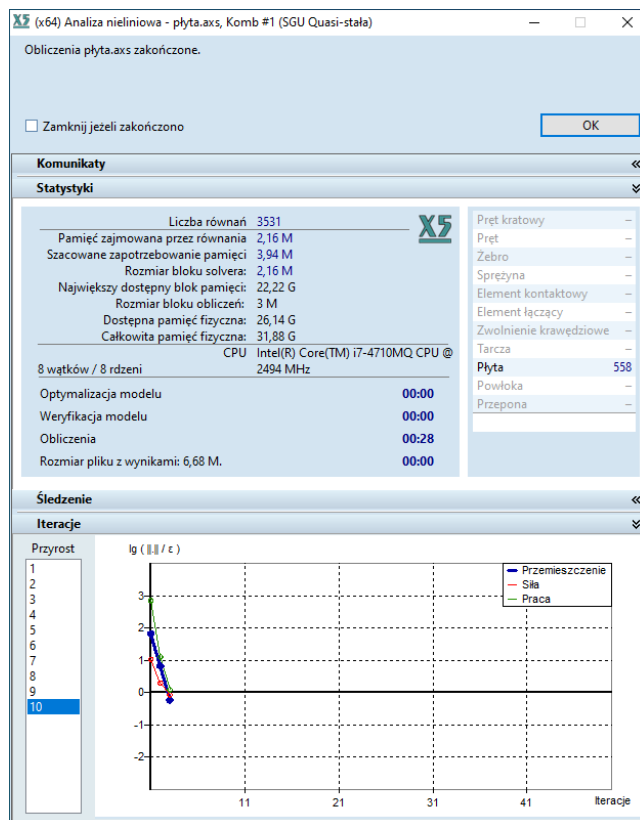 X5 (x64) Analiza nieliniowa - płyta.axs, Komb #1 (SGU Quasi-stała)
Obliczenia płyta.axs zakończone.
Zamknij jeżeli zakończono
OK
Komunikaty
Statystyki
Liczba równań 3531
Pamięć zajmowana przez równania 2,16 M
Szacowane zapotrzebowanie pamięci 3,94 M
Rozmiar bloku solvera: 2,16 M
Największy dostępny blok pamięci: 22,22 G
Rozmiar bloku obliczeń: 3 M
Dostępna pamięć fizyczna: 26,14 G
Całkowita pamięć fizyczna: 31,88 G
CPU Intel(R) Core(TM) i7-4710MQ CPU @
8 wątków / 8 rdzeni 2494 MHz
X5
Optymalizacja modelu 00:00
Weryfikacja modelu 00:00
Obliczenia 00:28
Rozmiar pliku z wynikami: 6,68 M. 00:00
Pręt kratowy –
Pręt –
Żebro –
Sprężyna –
Element kontaktowy –
Element łączący –
Zwolnienie krawędziowe –
Tarcza –
Płyta 558
Powłoka –
Przepona –
Śledzenie
Iteracje
Przyrost
1
2
3
4
5
6
7
8
9
10
lg ( ||.|| / ε )
3
2
1
0
-1
-2
Przemieszczenie
Siła
Praca
11 21 31 41 Iteracje